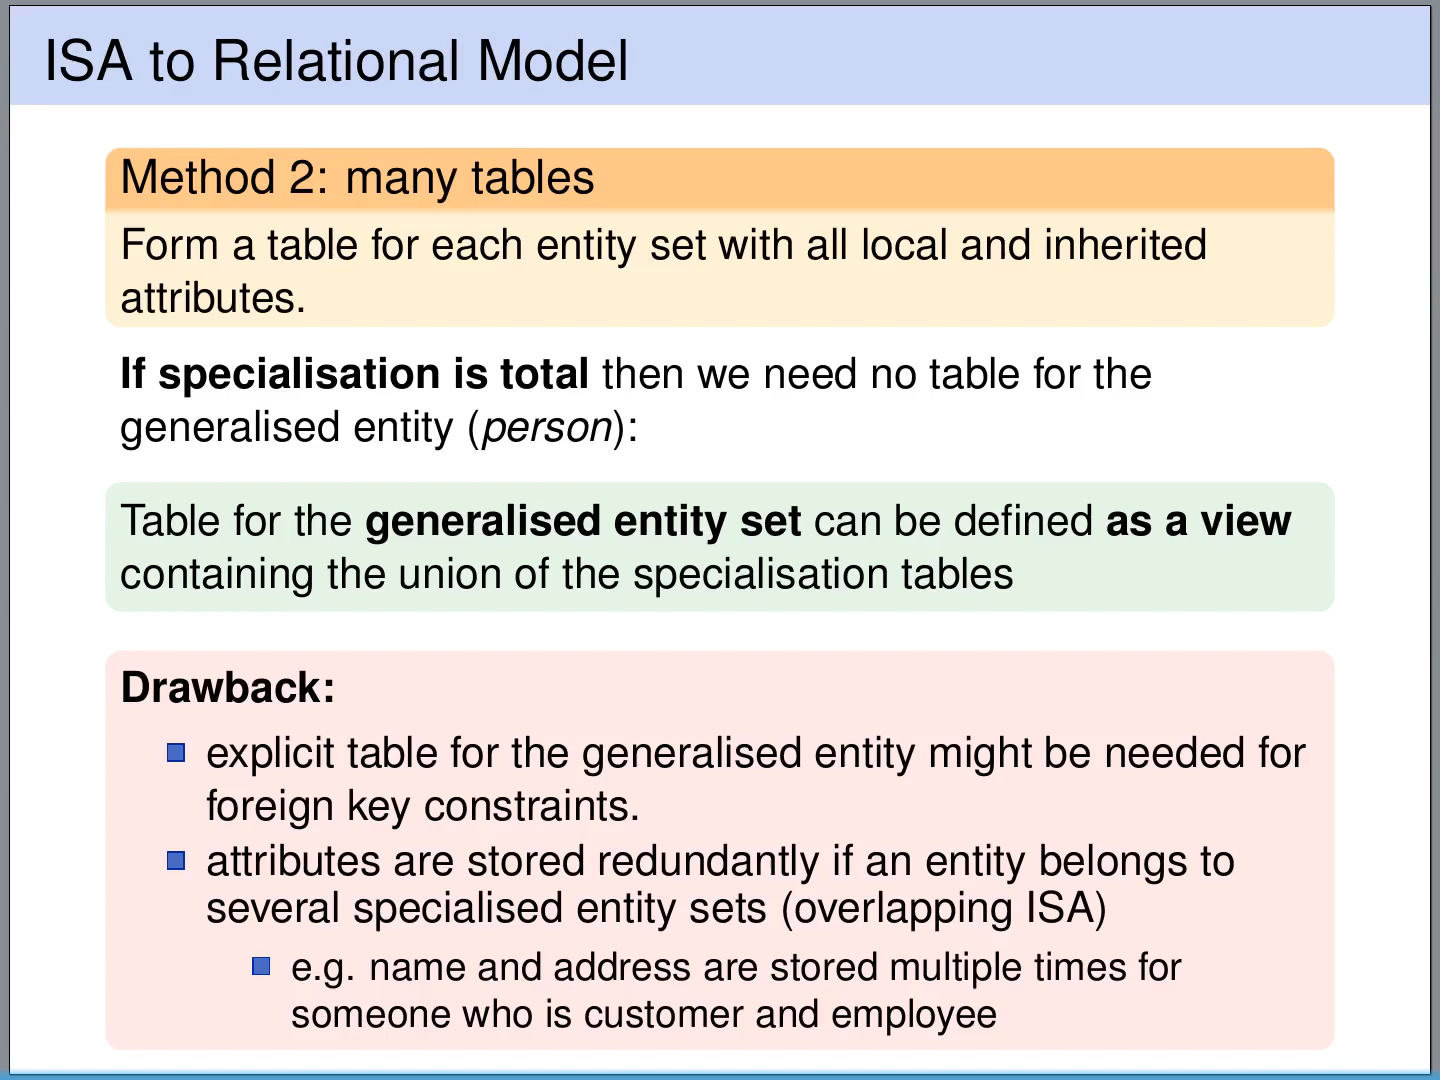 ISA to Relational Model
Method 2: many tables
Form a table for each entity set with all local and inherited
attributes.
If specialisation is total then we need no table for the
generalised entity (person):
Table for the generalised entity set can be defined as a view
containing the union of the specialisation tables
Drawback:
explicit table for the generalised entity might be needed for
foreign key constraints.
attributes are stored redundantly if an entity belongs to
several specialised entity sets (overlapping ISA)
e.g. name and address are stored multiple times for
someone who is customer and employee